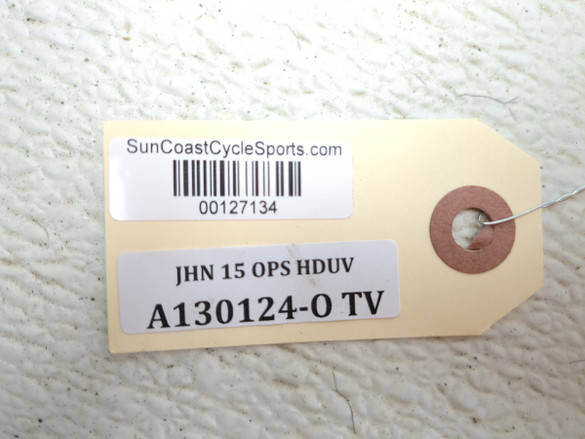 SunCoastCycleSports.com
00127134
JHN 15 OPS HDUV
A130124-O TV